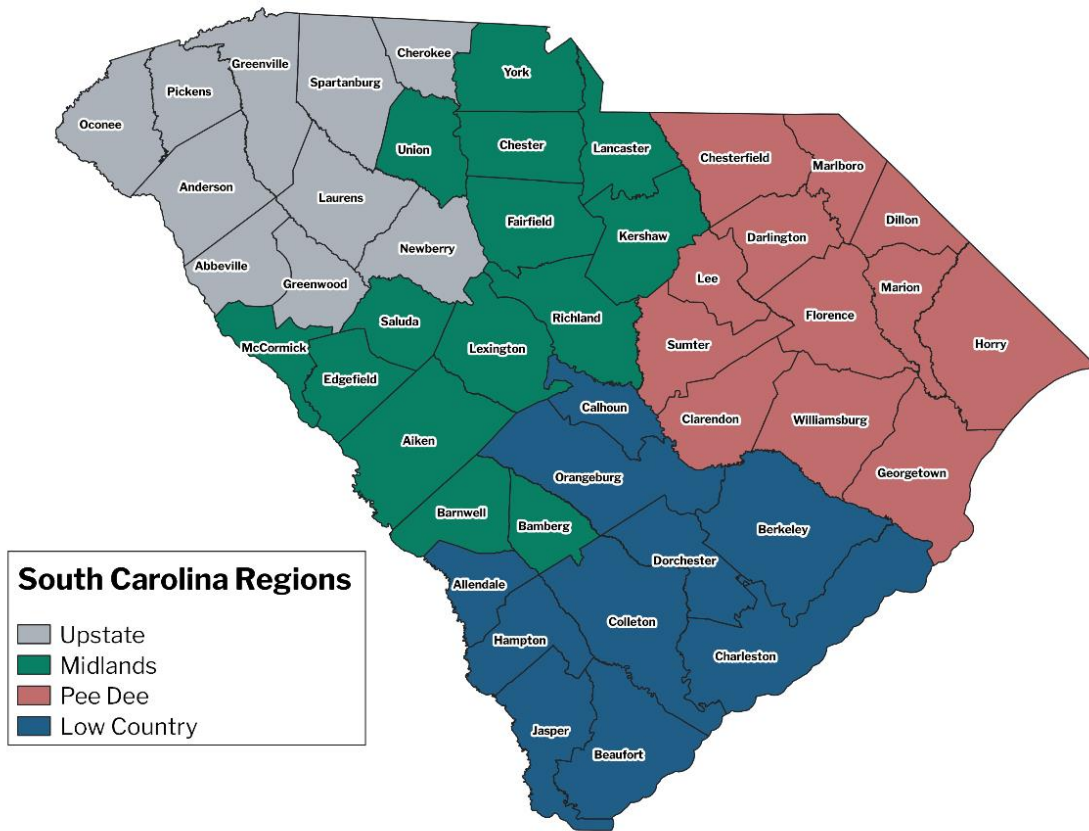 Cherokee
York
Greenville
Spartanburg
Pickens
Oconee
Union
Chester
Lancaster
Chesterfield
Marlboro
Anderson
Laurens
Fairfield
Kershaw
Darlington
Dillon
Newberry
Abbeville
Greenwood
Lee
Marion
Saluda
Richland
Florence
McCormick
Lexington
Sumter
Horry
Edgefield
Calhoun
Clarendon
Williamsburg
Aiken
Orangeburg
Georgetown
Barnwell
Bamberg
Berkeley
Allendale
Dorchester
Colleton
Hampton
Charleston
Jasper
Beaufort
South Carolina Regions
Upstate
Midlands
Pee Dee
Low Country